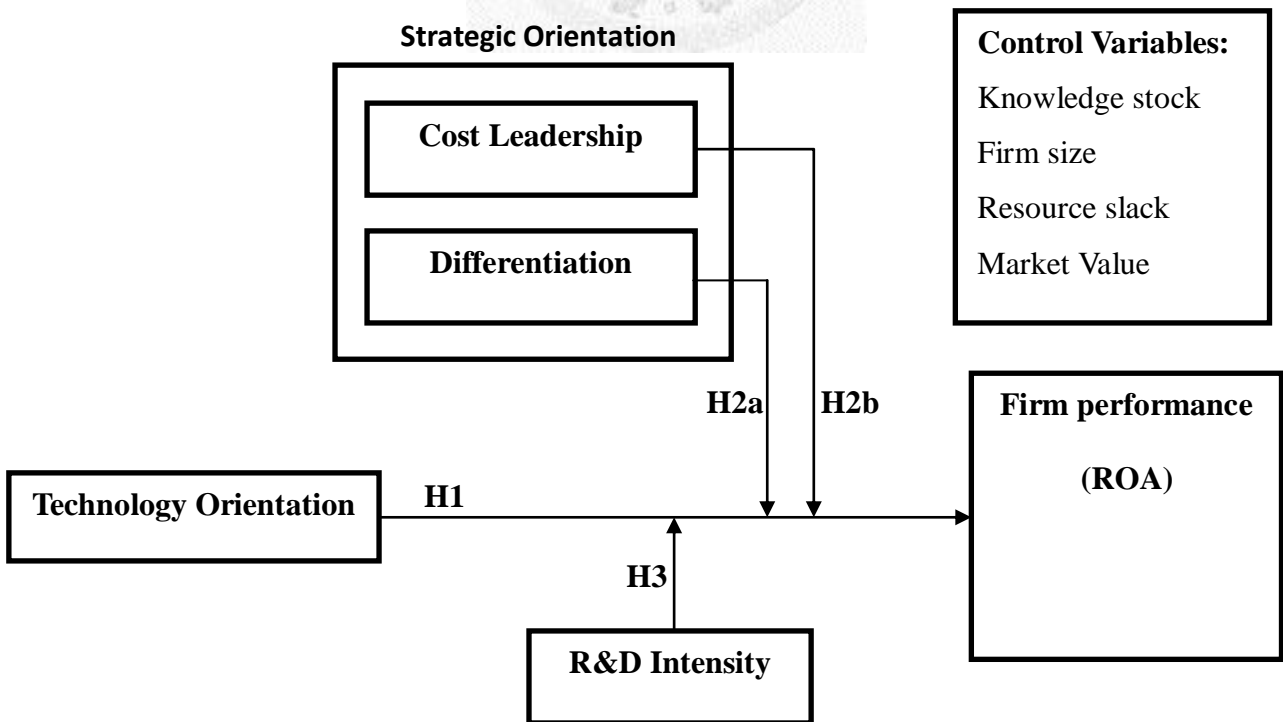 Strategic Orientation
Cost Leadership
Differentiation
Control Variables:
Knowledge stock
Firm size
Resource slack
Market Value
H2a
H2b
Firm performance
(ROA)
Technology Orientation
H1
H3
R&D Intensity